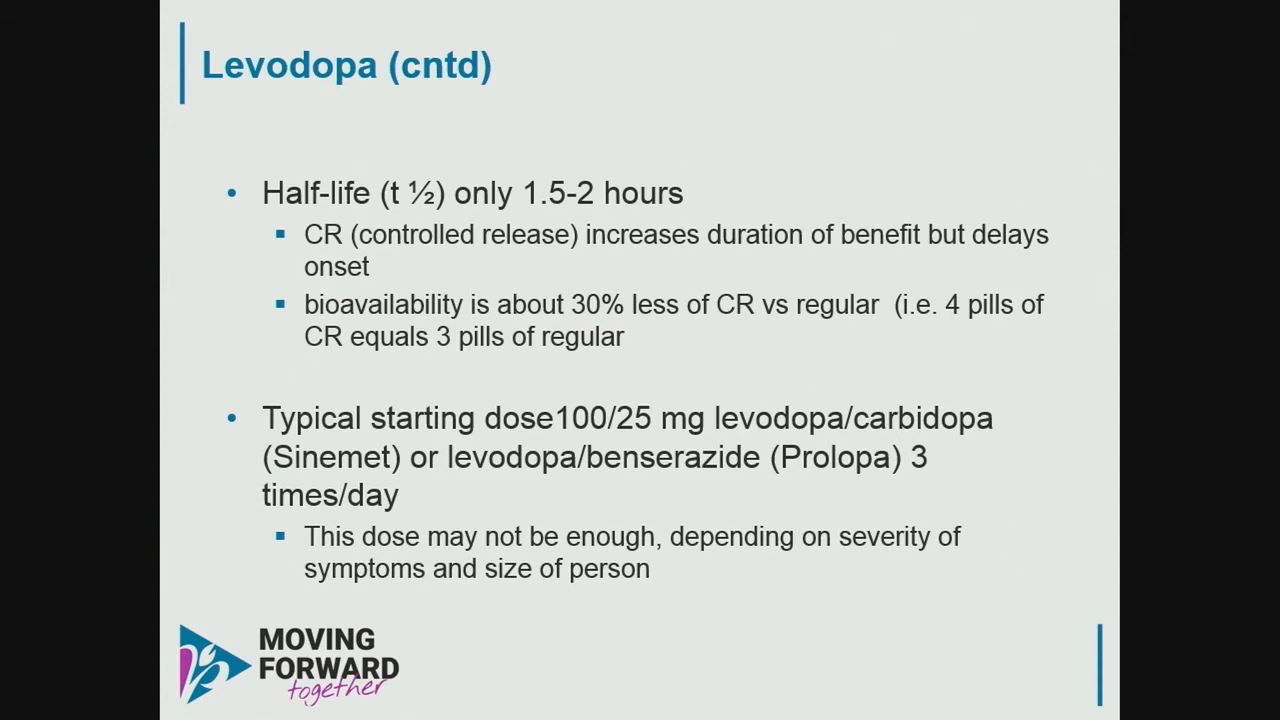 Levodopa (cntd)
• Half-life (t ½) only 1.5-2 hours
▪ CR (controlled release) increases duration of benefit but delays
onset
▪ bioavailability is about 30% less of CR vs regular  (i.e. 4 pills of
CR equals 3 pills of regular
• Typical starting dose100/25 mg levodopa/carbidopa
(Sinemet) or levodopa/benserazide (Prolopa) 3
times/day
▪ This dose may not be enough, depending on severity of
symptoms and size of person
MOVING
FORWARD
together